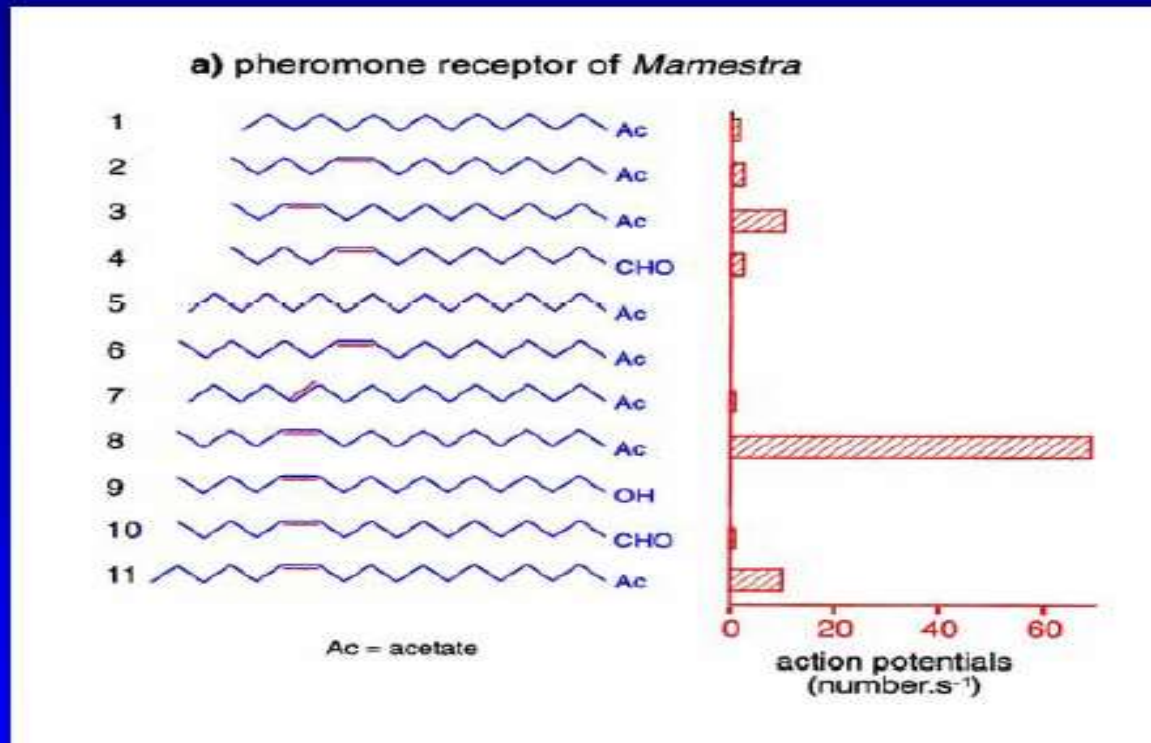 a) pheromone receptor of Mamestra
1 Ac
2 Ac
3 Ac
4 CHO
5 Ac
6 Ac
7 Ac
8 Ac
9 OH
10 CHO
11 Ac
Ac = acetate
0 20 40 60
action potentials
(number.s⁻¹)